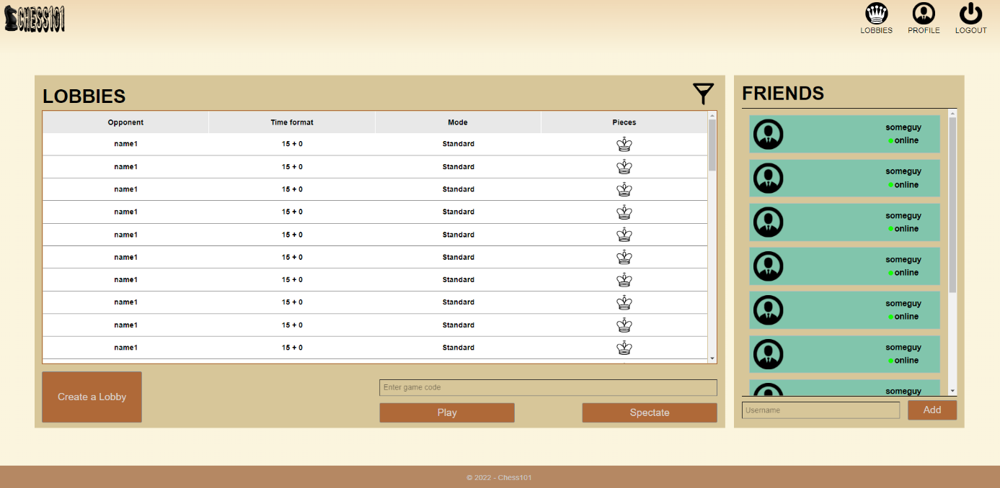 CHESS101
LOBBIES PROFILE LOGOUT
LOBBIES
Opponent Time format Mode Pieces
name1 15 + 0 Standard
name1 15 + 0 Standard
name1 15 + 0 Standard
name1 15 + 0 Standard
name1 15 + 0 Standard
name1 15 + 0 Standard
name1 15 + 0 Standard
name1 15 + 0 Standard
name1 15 + 0 Standard
name1 15 + 0 Standard
Create a Lobby
Enter game code
Play Spectate
FRIENDS
someguy
online
someguy
online
someguy
online
someguy
online
someguy
online
someguy
online
someguy
Username Add
© 2022 - Chess101